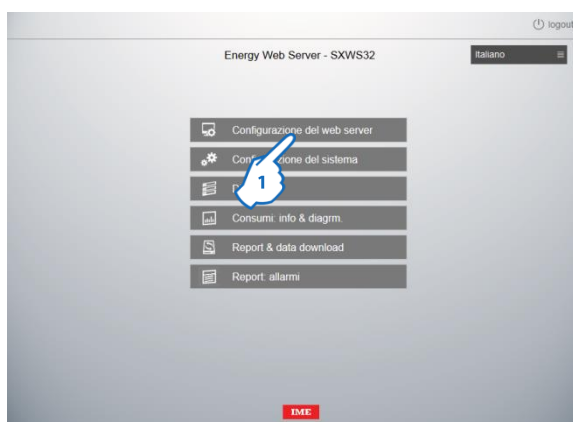 logout
Energy Web Server - SXWS32
Italiano
Configurazione del web server
del sistema
1
Consumi: info & diagrm.
Report & data download
Report: allarmi
IME